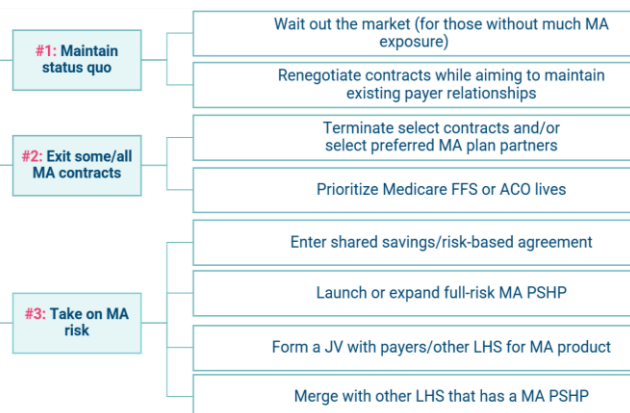 #1: Maintain
status quo
Wait out the market (for those without much MA
exposure)
Renegotiate contracts while aiming to maintain
existing payer relationships
#2: Exit some/all
MA contracts
Terminate select contracts and/or
select preferred MA plan partners
Prioritize Medicare FFS or ACO lives
#3: Take on MA
risk
Enter shared savings/risk-based agreement
Launch or expand full-risk MA PSHP
Form a JV with payers/other LHS for MA product
Merge with other LHS that has a MA PSHP